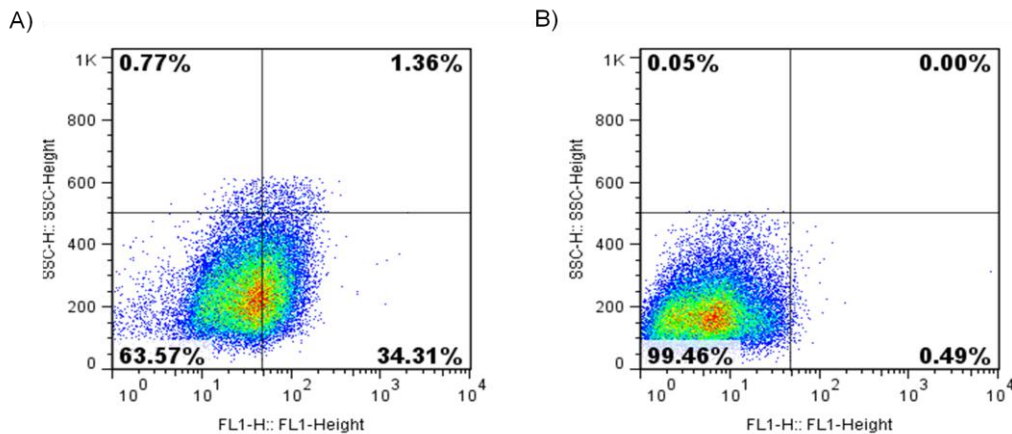 A)
0.77% 1.36%
1K
800
600
400
200
0
SSC-H:: SSC-Height
63.57% 34.31%
10^0 10^1 10^2 10^3 10^4
FL1-H:: FL1-Height
B)
0.05% 0.00%
1K
800
600
400
200
0
SSC-H:: SSC-Height
99.46% 0.49%
10^0 10^1 10^2 10^3 10^4
FL1-H:: FL1-Height